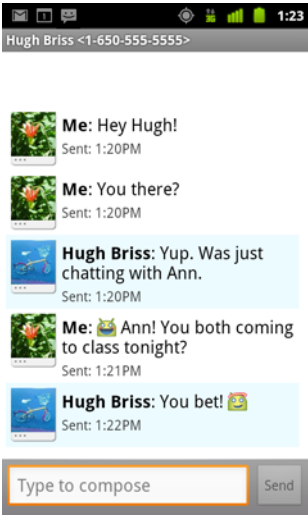 1:23
Hugh Briss <1-650-555-5555>
Me: Hey Hugh!
Sent: 1:20PM
Me: You there?
Sent: 1:20PM
Hugh Briss: Yup. Was just
chatting with Ann.
Sent: 1:20PM
Me: Ann! You both coming
to class tonight?
Sent: 1:21PM
Hugh Briss: You bet!
Sent: 1:22PM
Type to compose
Send